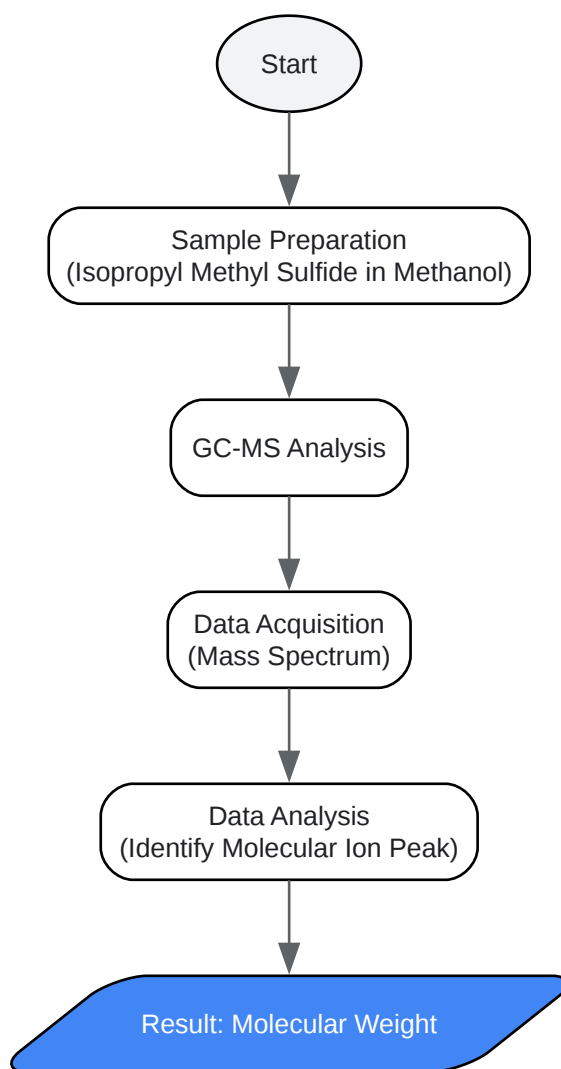 Start
Sample Preparation
(Isopropyl Methyl Sulfide in Methanol)
GC-MS Analysis
Data Acquisition
(Mass Spectrum)
Data Analysis
(Identify Molecular Ion Peak)
Result: Molecular Weight